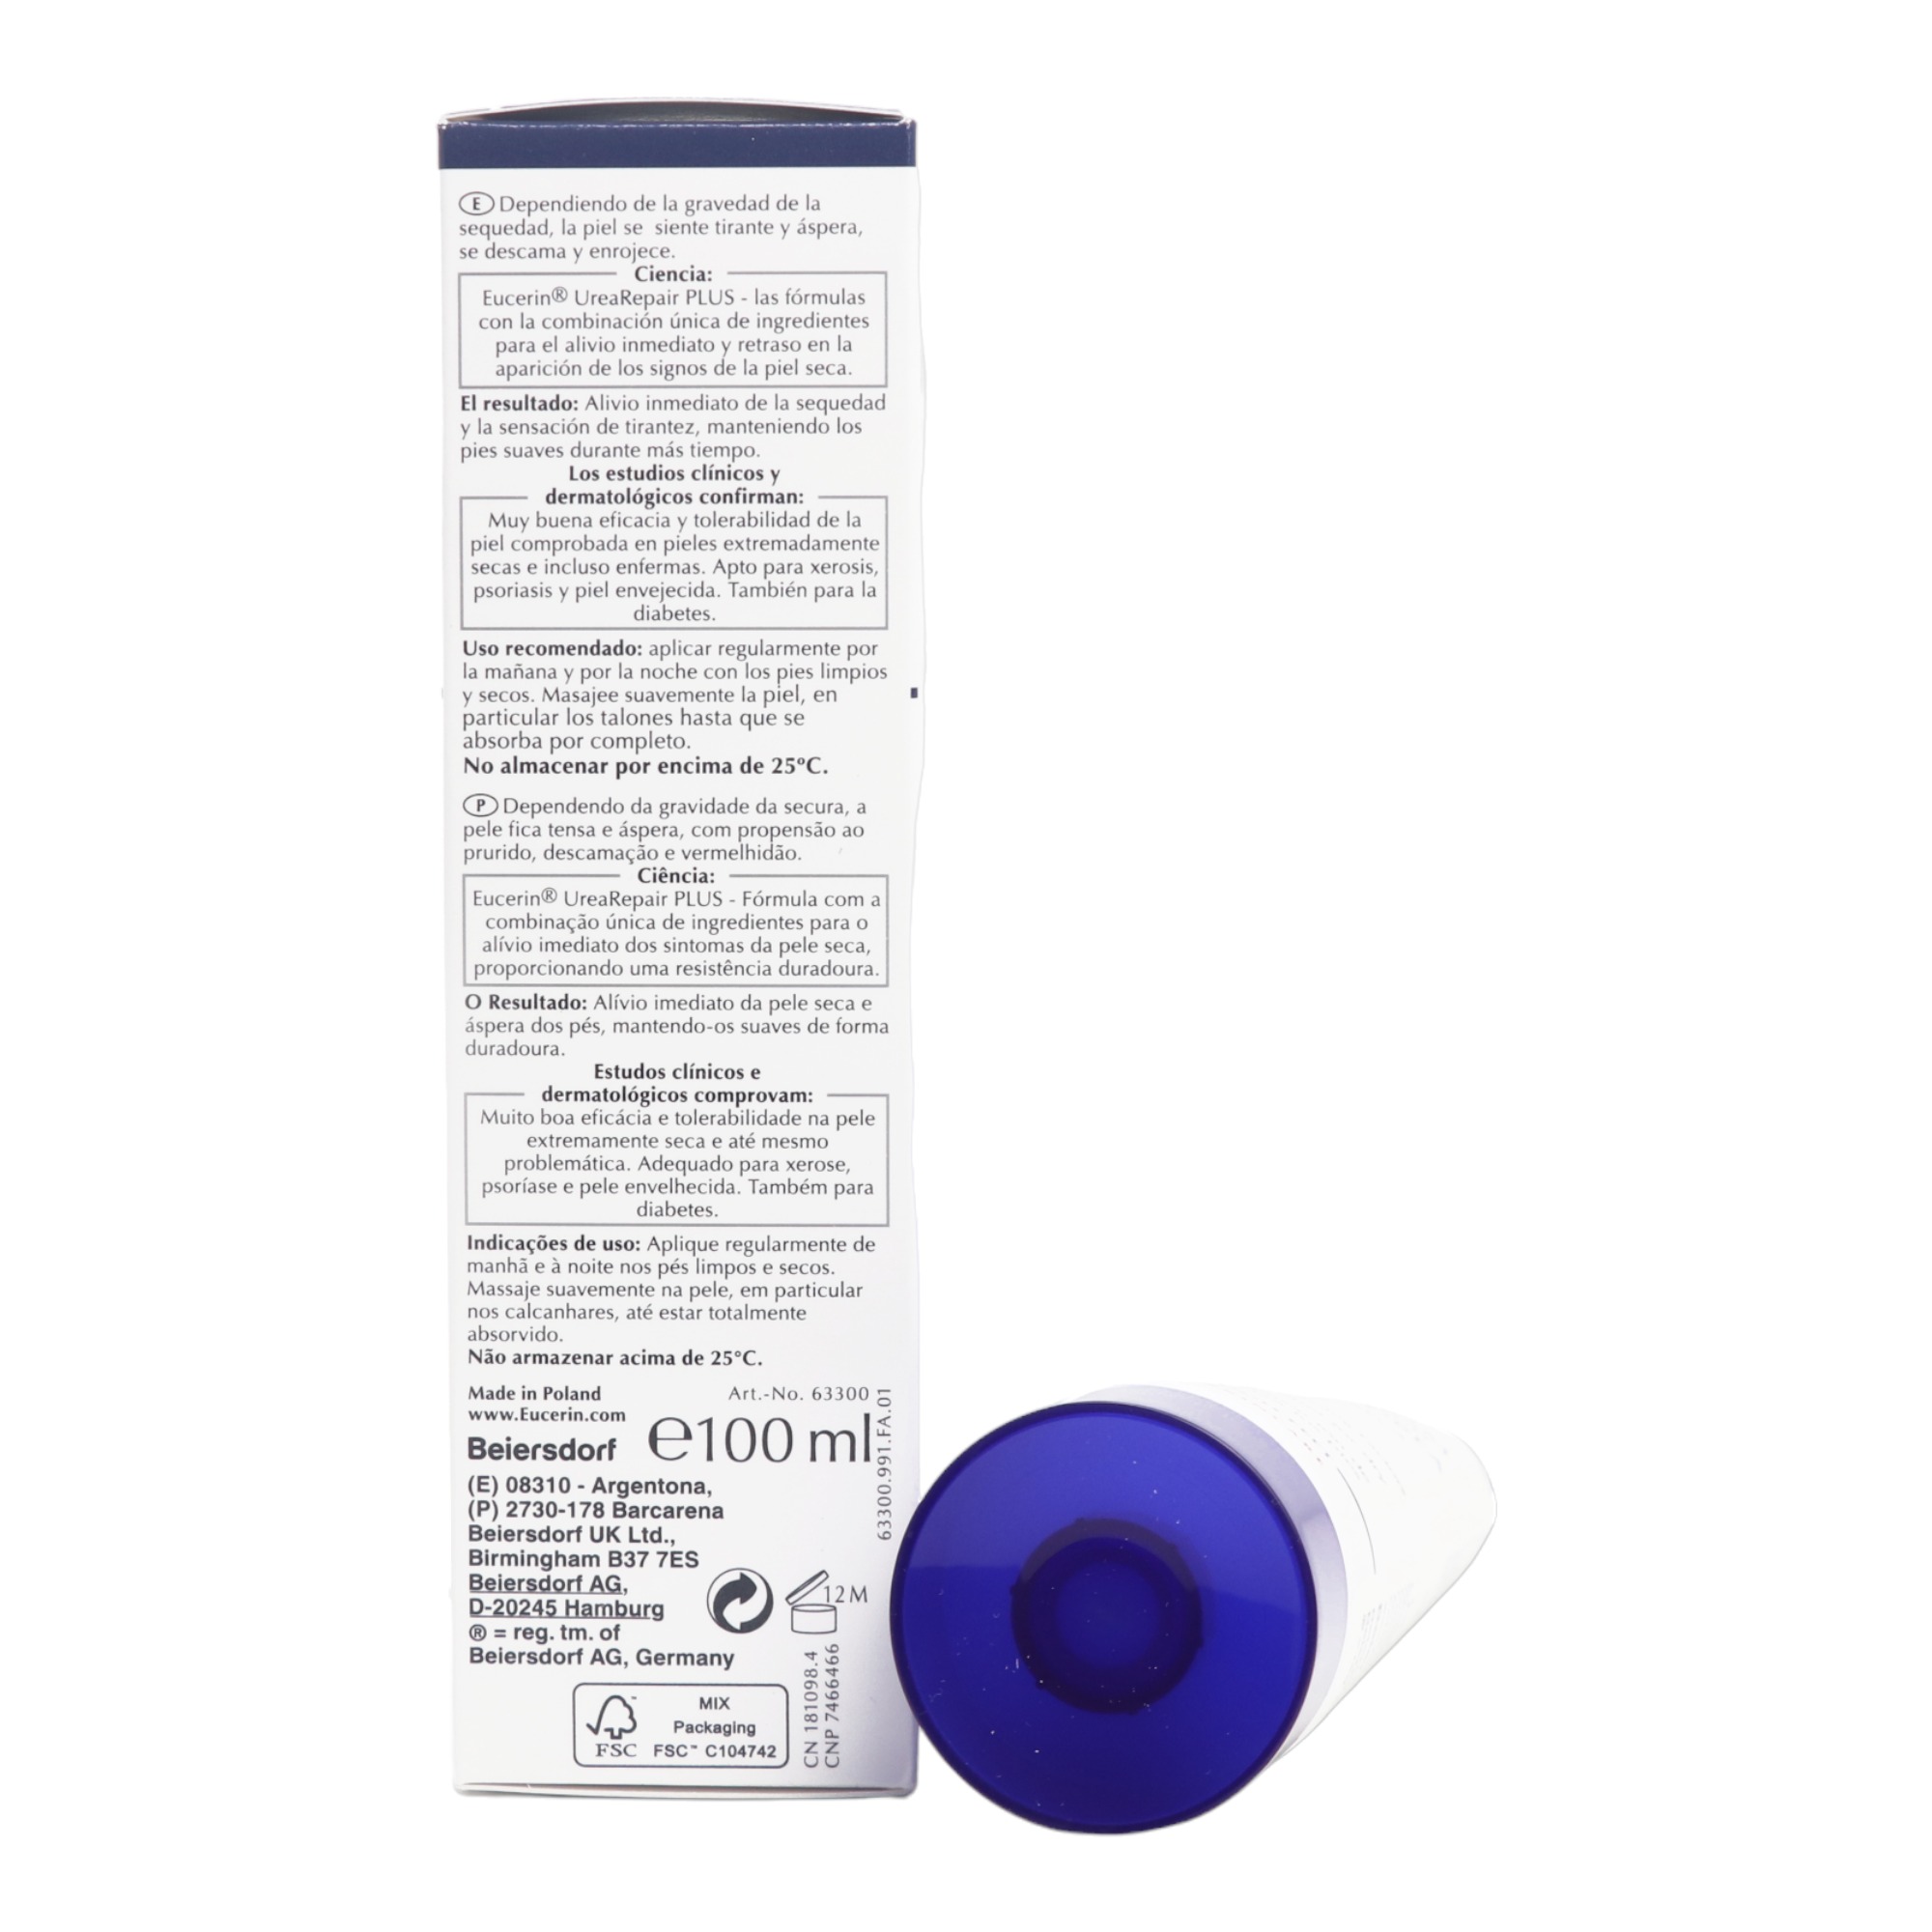 E Dependiendo de la gravedad de la
sequedad, la piel se siente tirante y áspera,
se descama y enrojece.
Ciencia:
Eucerin® UreaRepair PLUS - las fórmulas
con la combinación única de ingredientes
para el alivio inmediato y retraso en la
aparición de los signos de la piel seca.
El resultado: Alivio inmediato de la sequedad
y la sensación de tirantez, manteniendo los
pies suaves durante más tiempo.
Los estudios clínicos y
dermatológicos confirman:
Muy buena eficacia y tolerabilidad de la
piel comprobada en pieles extremadamente
secas e incluso enfermas. Apto para xerosis,
psoriasis y piel envejecida. También para la
diabetes.
Uso recomendado: aplicar regularmente por
la mañana y por la noche con los pies limpios
y secos. Masajee suavemente la piel, en
particular los talones hasta que se
absorba por completo.
No almacenar por encima de 25ºC.
P Dependendo da gravidade da secura, a
pele fica tensa e áspera, com propensão ao
prurido, descamação e vermelhidão.
Ciência:
Eucerin® UreaRepair PLUS - Fórmula com a
combinação única de ingredientes para o
alívio imediato dos sintomas da pele seca,
proporcionando uma resistência duradoura.
O Resultado: Alívio imediato da pele seca e
áspera dos pés, mantendo-os suaves de forma
duradoura.
Estudos clínicos e
dermatológicos comprovam:
Muito boa eficácia e tolerabilidade na pele
extremamente seca e até mesmo
problemática. Adequado para xerose,
psoríase e pele envelhecida. Também para
diabetes.
Indicações de uso: Aplique regularmente de
manhã e à noite nos pés limpos e secos.
Massaje suavemente na pele, em particular
nos calcanhares, até estar totalmente
absorvido.
Não armazenar acima de 25°C.
Made in Poland
www.Eucerin.com
Art.-No. 63300
Beiersdorf
℮100 ml
63300.991.FA.01
(E) 08310 - Argentona,
(P) 2730-178 Barcarena
Beiersdorf UK Ltd.,
Birmingham B37 7ES
Beiersdorf AG,
D-20245 Hamburg
® = reg. tm. of
Beiersdorf AG, Germany
12M
CN 181098.4
CNP 7466466
FSC™
MIX
Packaging
FSC™ C104742